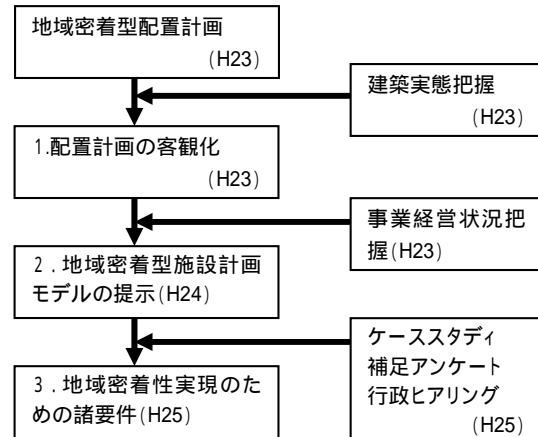 地域密着型配置計画
(H23)
建築実態把握
(H23)
1.配置計画の客観化
(H23)
事業経営状況把
握(H23)
2．地域密着型施設計画
モデルの提示(H24)
ケーススタディ
補足アンケート
行政ヒアリング
(H25)
3．地域密着性実現のた
めの諸要件(H25)